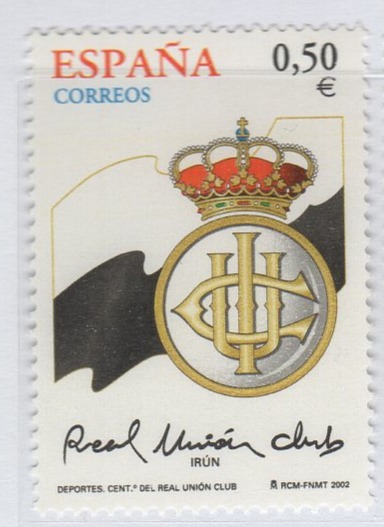 ESPAÑA 0,50
CORREOS €
Real Unión Club
IRÚN
DEPORTES. CENT.º DEL REAL UNIÓN CLUB RCM-FNMT 2002